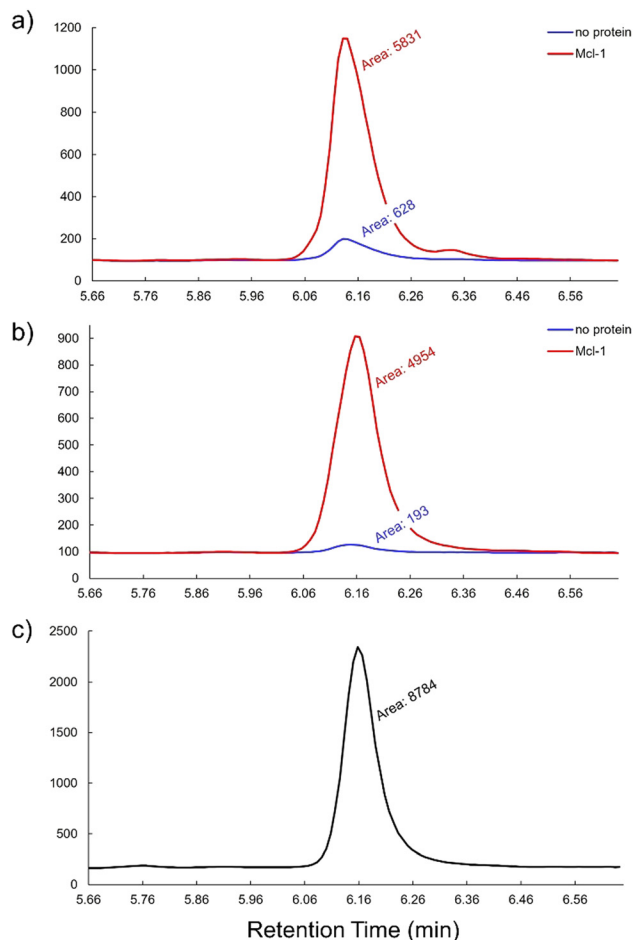 a)
no protein
Mcl-1
1200
1000
800
600
400
200
0
Area: 5831
Area: 628
5.66 5.76 5.86 5.96 6.06 6.16 6.26 6.36 6.46 6.56
b)
no protein
Mcl-1
900
800
700
600
500
400
300
200
100
0
Area: 4954
Area: 193
5.66 5.76 5.86 5.96 6.06 6.16 6.26 6.36 6.46 6.56
c)
2500
2000
1500
1000
500
0
Area: 8784
5.66 5.76 5.86 5.96 6.06 6.16 6.26 6.36 6.46 6.56
Retention Time (min)